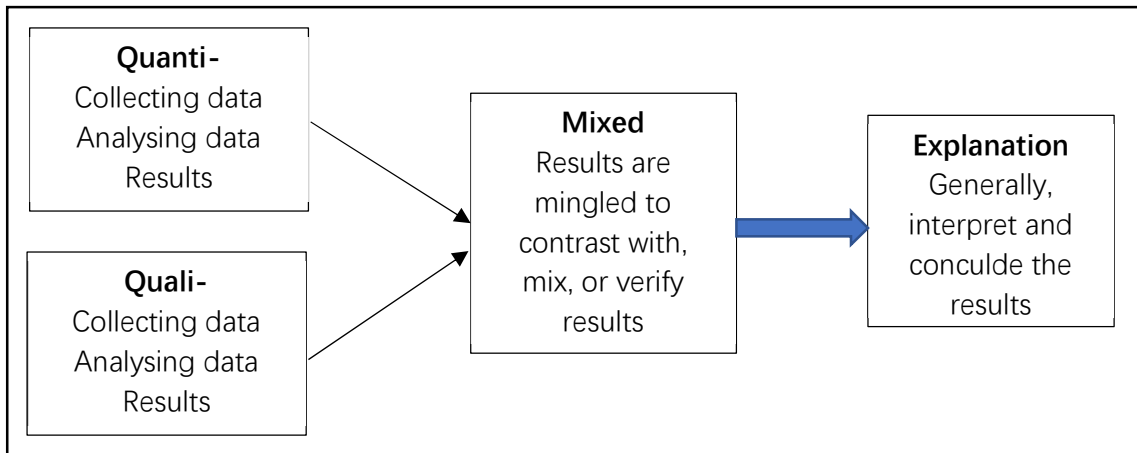 Quanti-
Collecting data
Analysing data
Results
Quali-
Collecting data
Analysing data
Results
Mixed
Results are
mingled to
contrast with,
mix, or verify
results
Explanation
Generally,
interpret and
conculde the
results